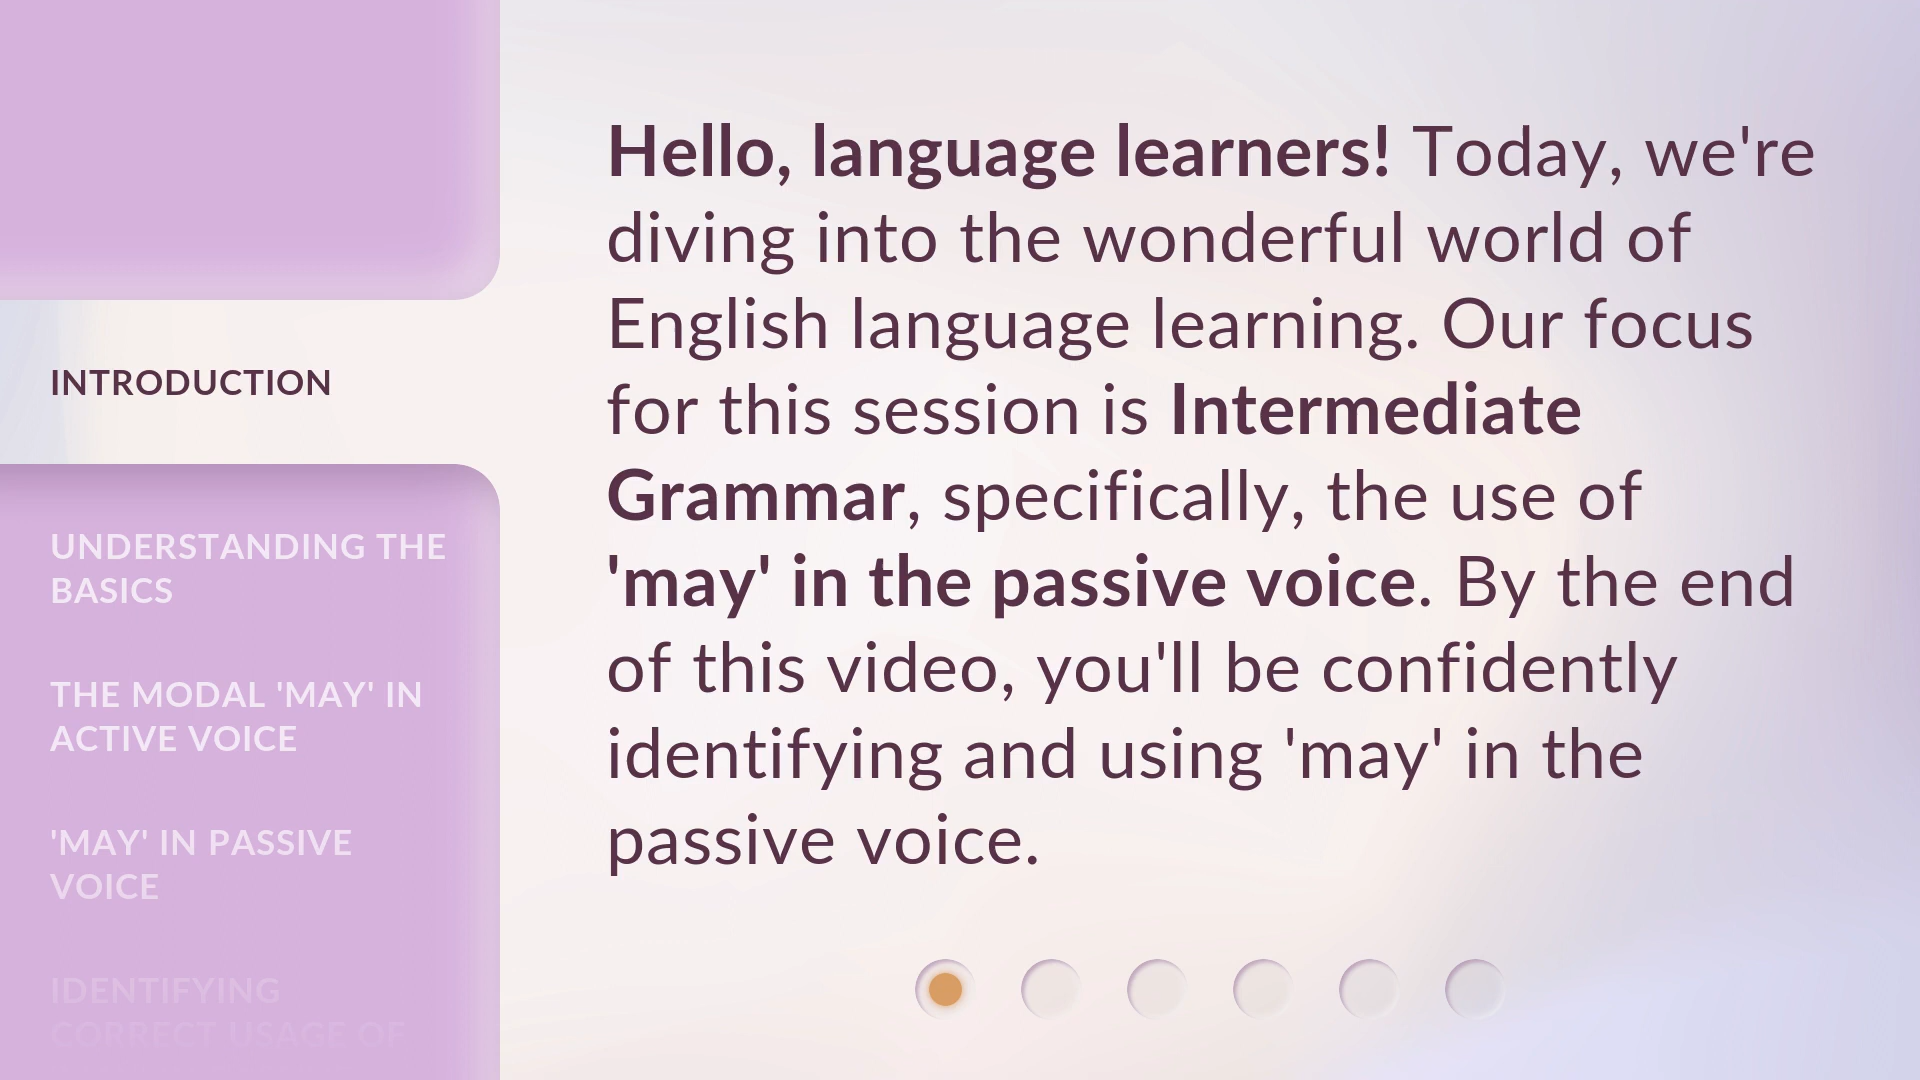 INTRODUCTION
UNDERSTANDING THE
BASICS
THE MODAL 'MAY' IN
ACTIVE VOICE
'MAY' IN PASSIVE
VOICE
IDENTIFYING
CORRECT USAGE OF
Hello, language learners! Today, we're
diving into the wonderful world of
English language learning. Our focus
for this session is Intermediate
Grammar, specifically, the use of
'may' in the passive voice. By the end
of this video, you'll be confidently
identifying and using 'may' in the
passive voice.